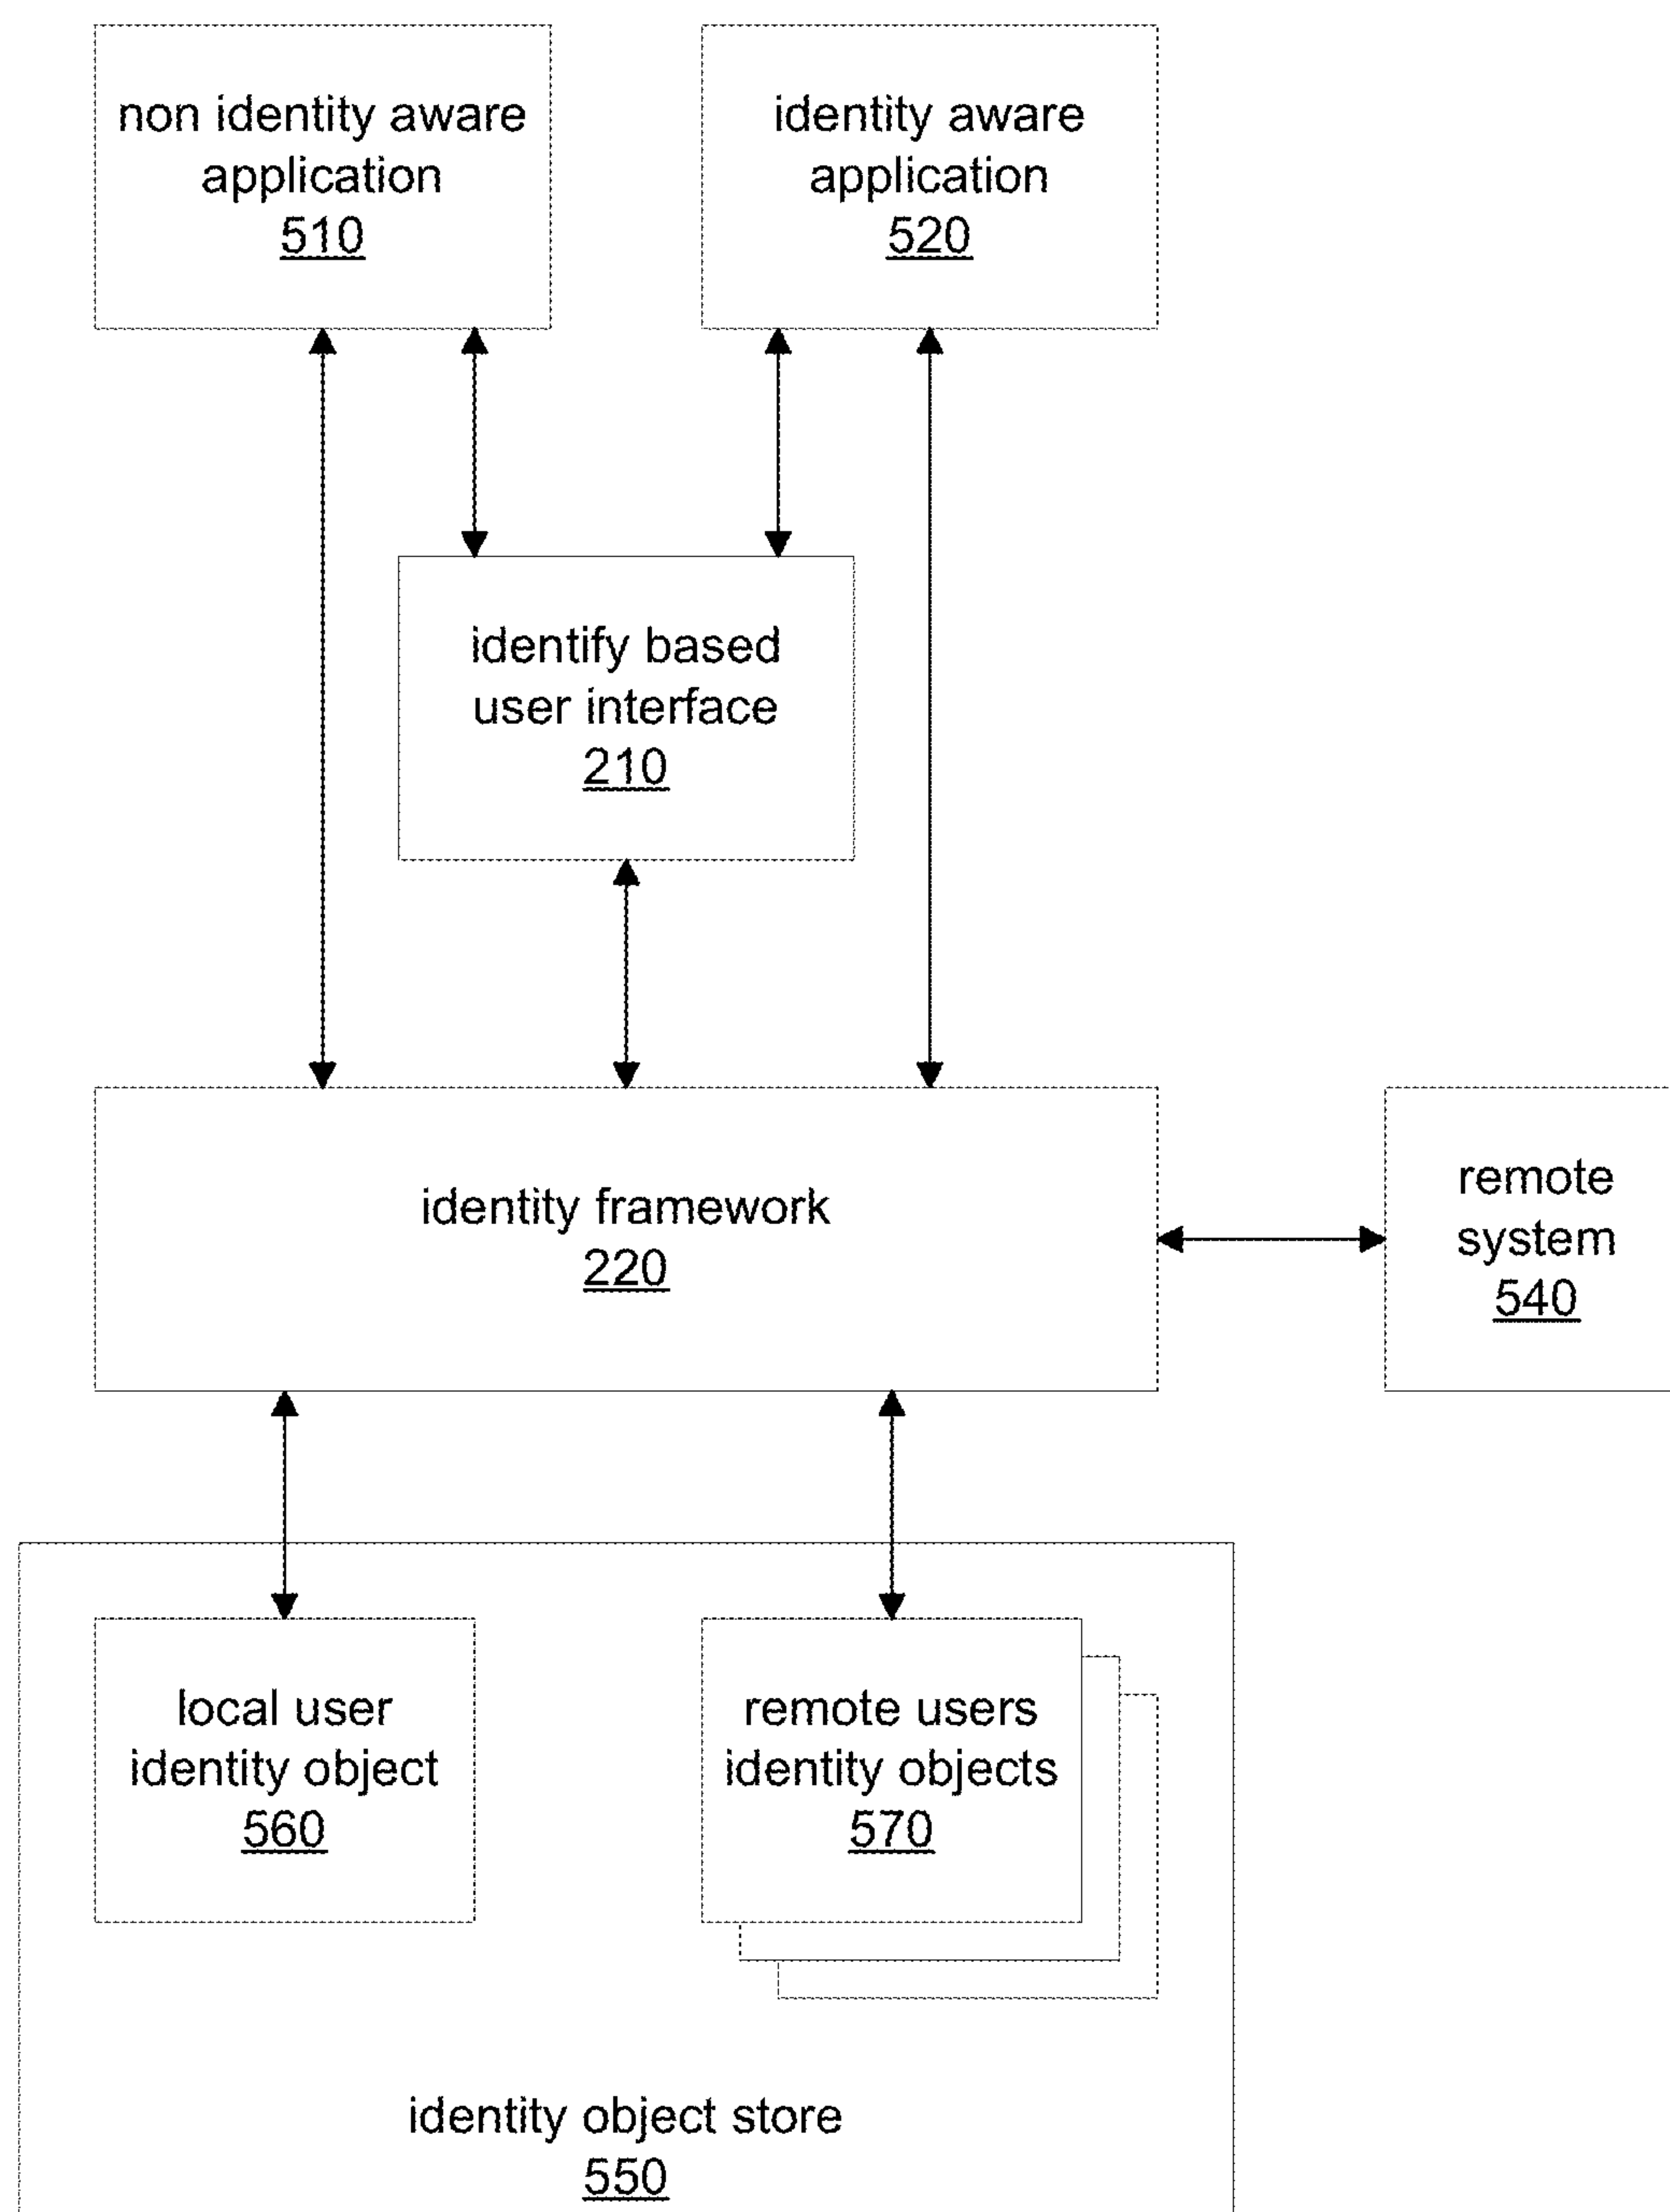 non identity aware
application
510
identity aware
application
520
identify based
user interface
210
identity framework
220
remote
system
540
local user
identity object
560
remote users
identity objects
570
identity object store
550